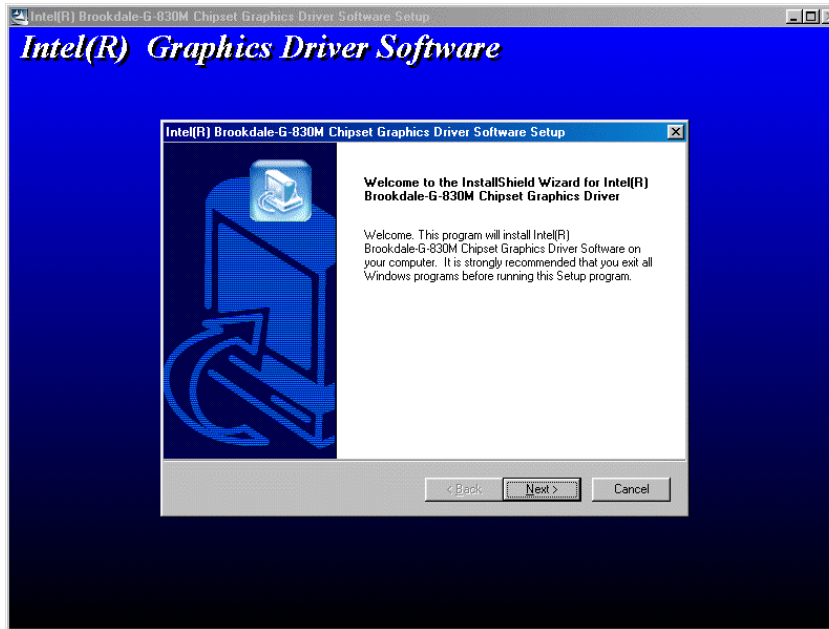 Intel(R) Brookdale-G-830M Chipset Graphics Driver Software Setup
Intel(R) Graphics Driver Software
Intel(R) Brookdale-G-830M Chipset Graphics Driver Software Setup
Welcome to the InstallShield Wizard for Intel(R)
Brookdale-G-830M Chipset Graphics Driver
Welcome. This program will install Intel(R)
Brookdale-G-830M Chipset Graphics Driver Software on
your computer. It is strongly recommended that you exit all
Windows programs before running this Setup program.
< Back Next > Cancel